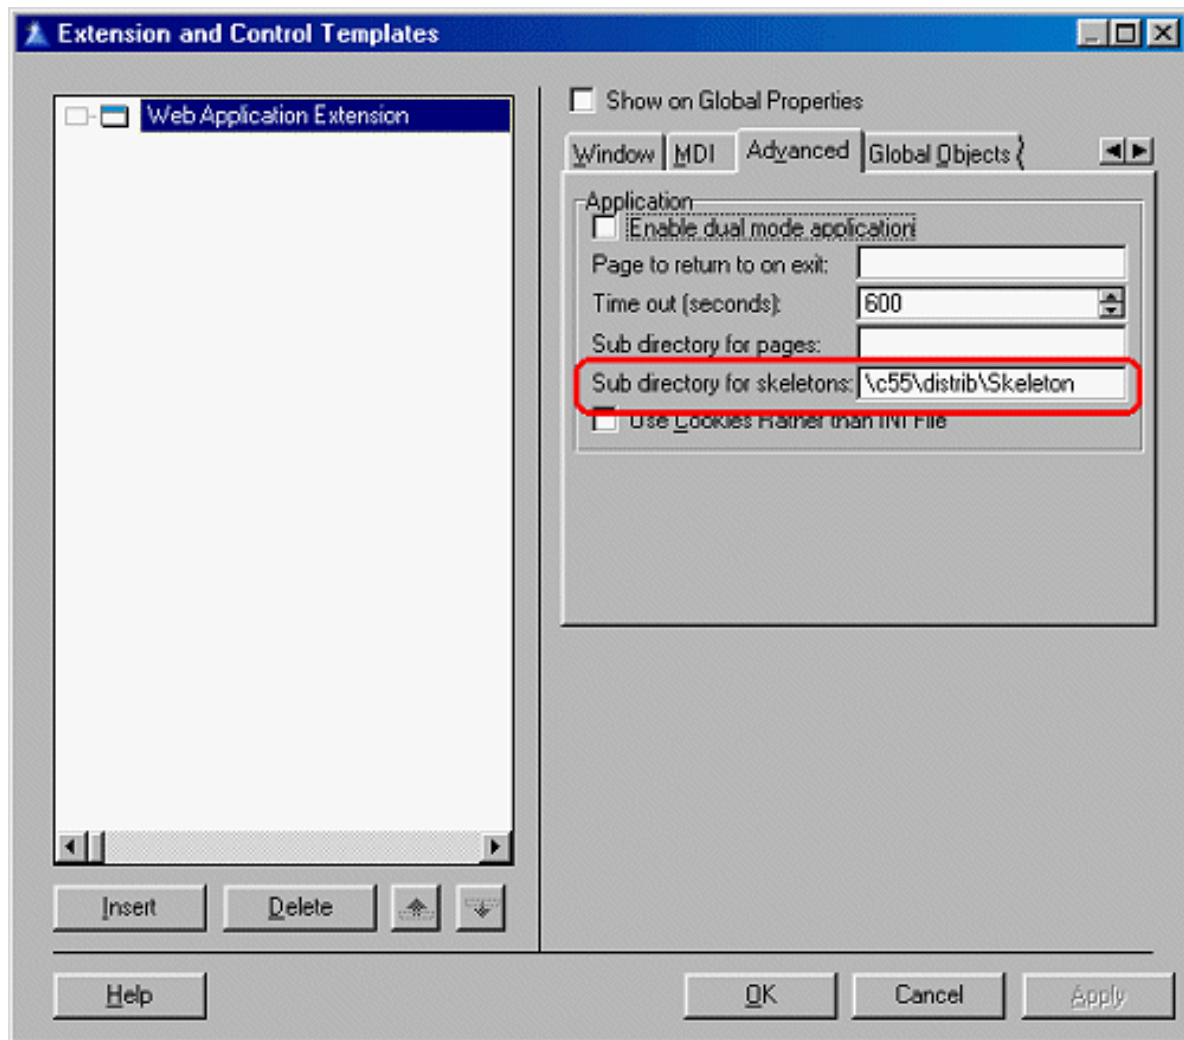 Extension and Control Templates
Web Application Extension
Show on Global Properties
Window MDI Advanced Global Objects
Application
Enable dual mode application
Page to return to on exit:
Time out (seconds): 600
Sub directory for pages:
Sub directory for skeletons: \c55\distrib\Skeleton
Use Cookies Rather than INI File
Insert Delete
Help OK Cancel Apply